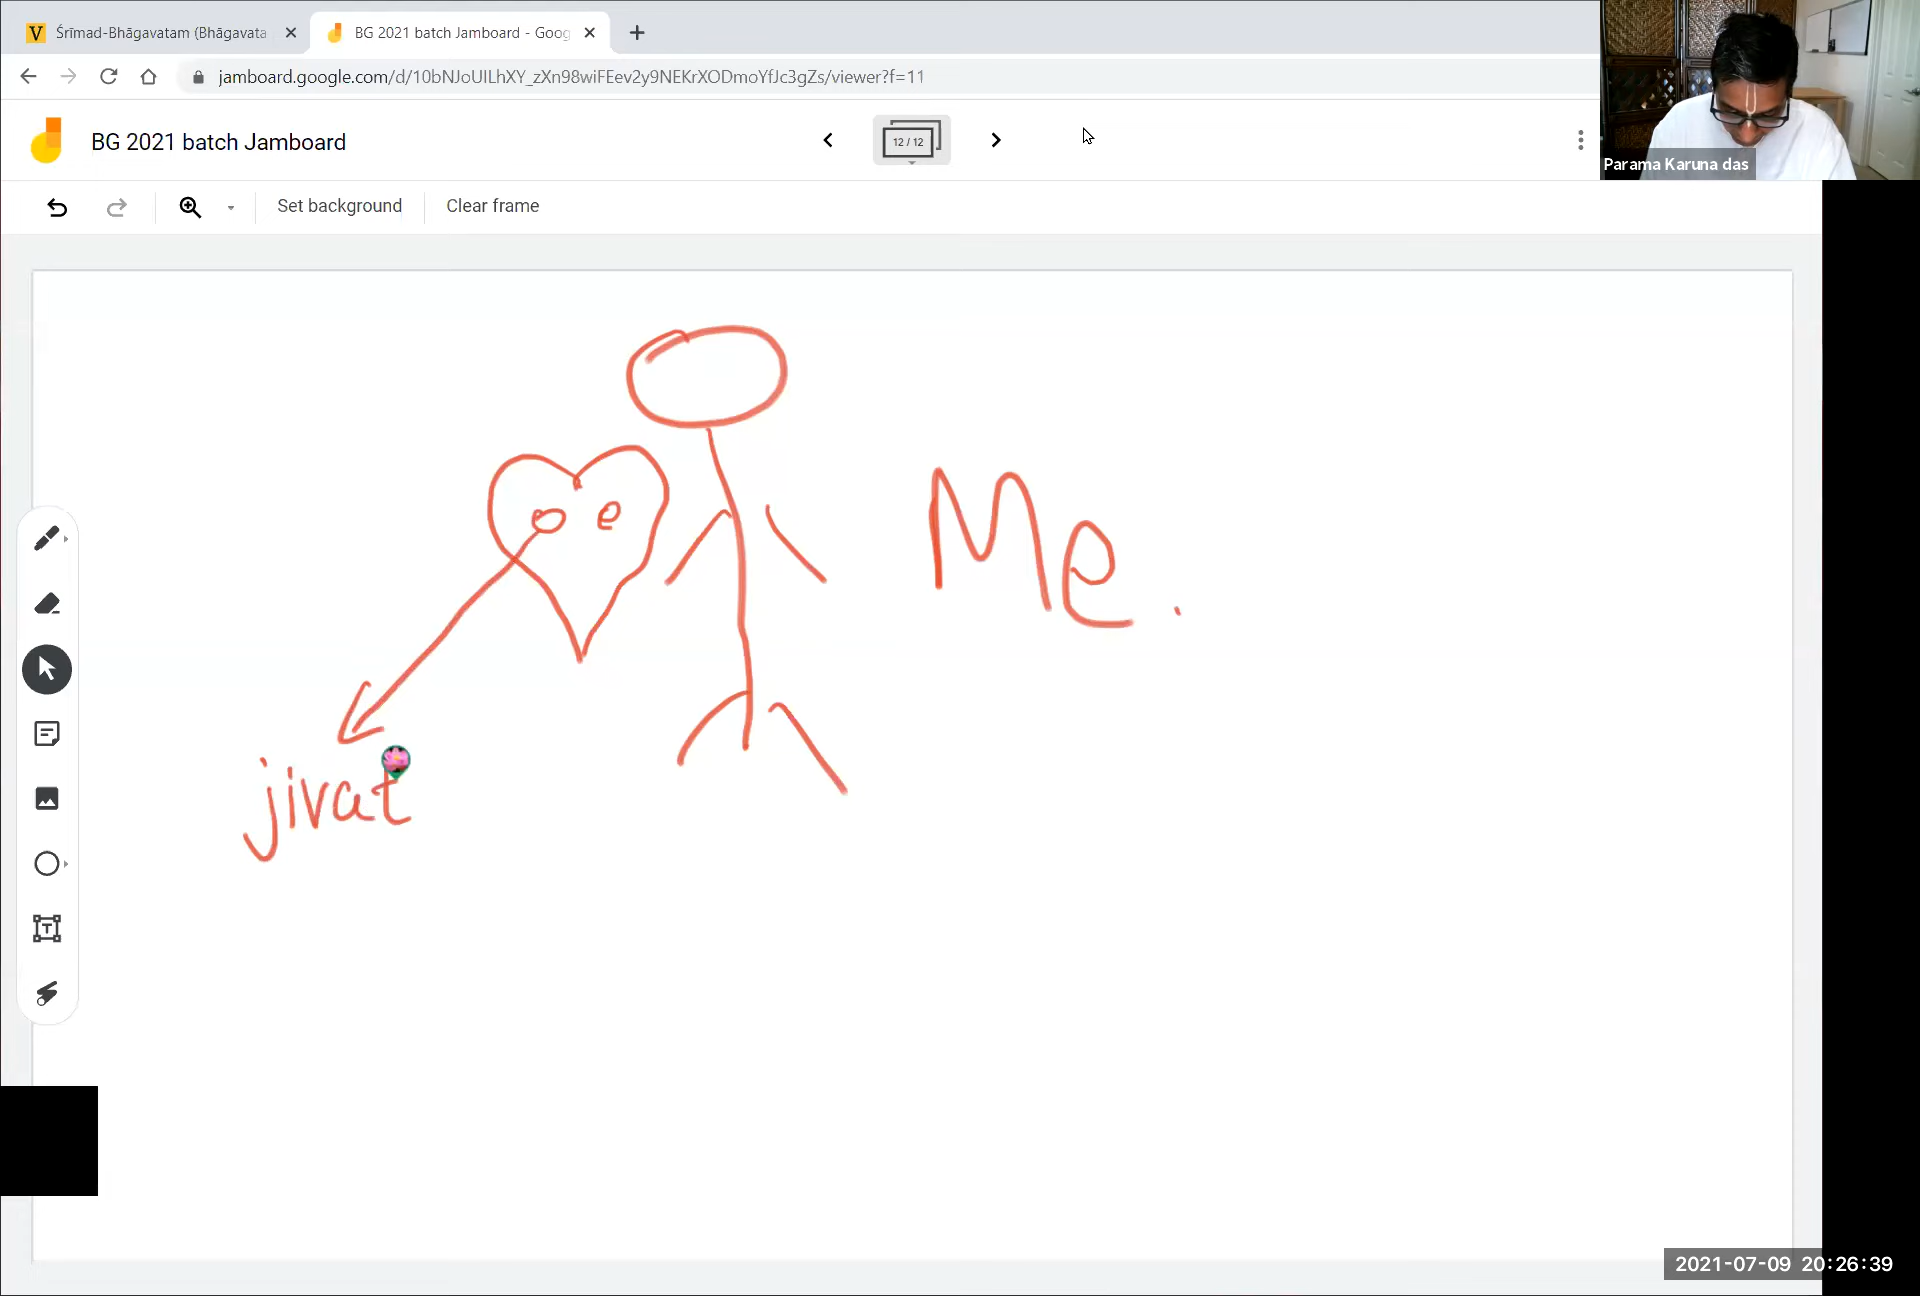 Śrīmad-Bhāgavatam (Bhāgavata
BG 2021 batch Jamboard - Goog
jamboard.google.com/d/10bNJoUILhXY_zXn98wiFEev2y9NEKrXODmoYfJc3gZs/viewer?f=11
BG 2021 batch Jamboard
12 / 12
Parama Karuna das
Set background
Clear frame
Me.
jivat
2021-07-09 20:26:39